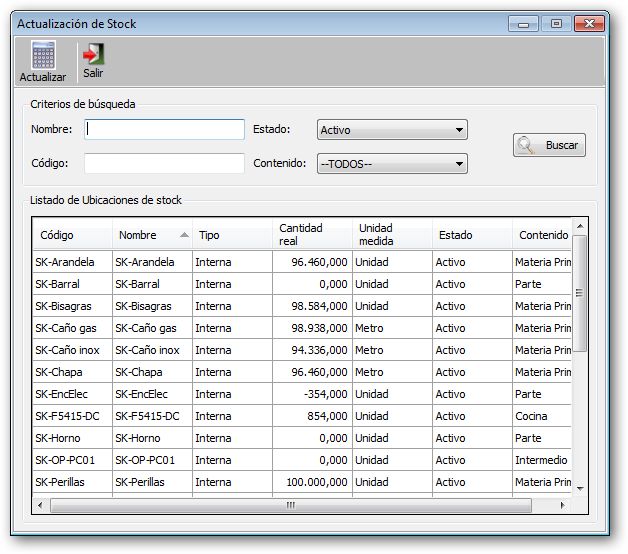 Actualización de Stock
Actualizar
Salir
Criterios de búsqueda
Nombre: Estado: Activo
Buscar
Código: Contenido: --TODOS--
Listado de Ubicaciones de stock
Código Nombre Tipo Cantidad real Unidad medida Estado Contenido
SK-Arandela SK-Arandela Interna 96.460,000 Unidad Activo Materia Prim
SK-Barral SK-Barral Interna 0,000 Unidad Activo Parte
SK-Bisagras SK-Bisagras Interna 98.584,000 Unidad Activo Materia Prim
SK-Caño gas SK-Caño gas Interna 98.938,000 Metro Activo Materia Prim
SK-Caño inox SK-Caño inox Interna 94.336,000 Metro Activo Materia Prim
SK-Chapa SK-Chapa Interna 96.460,000 Metro Activo Materia Prim
SK-EncElec SK-EncElec Interna -354,000 Unidad Activo Parte
SK-F5415-DC SK-F5415-DC Interna 854,000 Unidad Activo Cocina
SK-Horno SK-Horno Interna 0,000 Unidad Activo Parte
SK-OP-PC01 SK-OP-PC01 Interna 0,000 Unidad Activo Intermedio
SK-Perillas SK-Perillas Interna 100.000,000 Unidad Activo Materia Prim